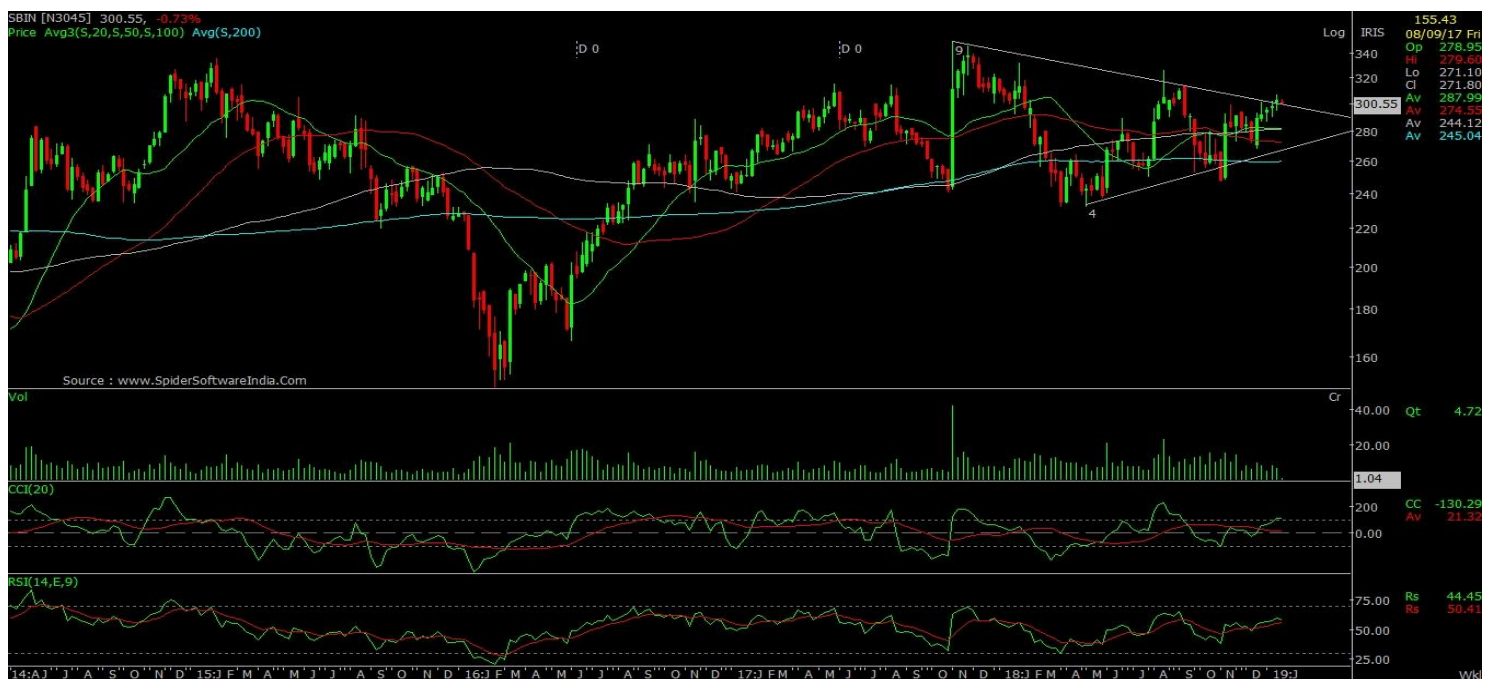 SBIN [N3045] 300.55, -0.73%
Price Avg3(S,20,S,50,S,100) Avg(S,200)
D 0
D 0
9
4
Log
IRIS
340
320
300.55
280
260
240
220
200
180
160
155.43
08/09/17 Fri
Op 278.95
Hi 279.60
Lo 271.10
Cl 271.80
Av 287.99
Av 274.55
Av 244.12
Av 245.04
Source : www.SpiderSoftwareIndia.Com
Vol
Cr
40.00
20.00
1.04
Qt 4.72
CCI(20)
200
0.00
CC -130.29
Av 21.32
RSI(14,E,9)
75.00
50.00
25.00
Rs 44.45
Rs 50.41
14:AJ J A S O N D 15:J F M A M J J A S O N D 16:J F M A M J J A S O N D 17:J F M A M J J A S O N D 18:J F M A M J J A S O N D 19:J
Wkl